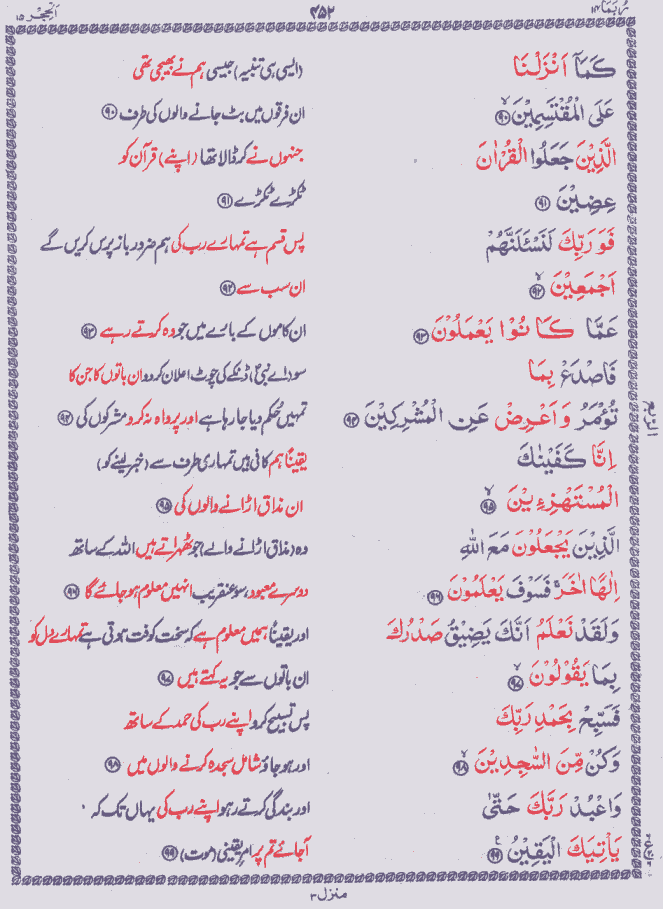 رُبَمَا ۱۴ ۴۵۲ اَلْحِجْر ۱۵
كَمَآ اَنْزَلْنَا (ایسی ہی تنبیہ) جیسی ہم نے بھیجی تھی
عَلَى الْمُقْتَسِمِيْنَ ۙ﴿۹۰﴾ ان فرقوں میں بٹ جانے والوں کی طرف ﴿۹۰﴾
الَّذِيْنَ جَعَلُوا الْقُرْاٰنَ جنہوں نے کر ڈالا تھا (اپنے) قرآن کو
عِضِيْنَ ﴿۹۱﴾ ٹکڑے ٹکڑے ﴿۹۱﴾
فَوَرَبِّكَ لَنَسْـَٔلَنَّهُمْ پس قسم ہے تمہارے رب کی ہم ضرور باز پرس کریں گے
اَجْمَعِيْنَ ۙ﴿۹۲﴾ ان سب سے ﴿۹۲﴾
عَمَّا كَانُوْا يَعْمَلُوْنَ ﴿۹۳﴾ ان کاموں کے بارے میں جو وہ کرتے رہے ﴿۹۳﴾
فَاصْدَعْ بِمَا سو (اے نبیؐ) ڈنکے کی چوٹ اعلان کر دو ان باتوں کا جن کا
تُؤْمَرُ وَاَعْرِضْ عَنِ الْمُشْرِكِيْنَ ﴿۹۴﴾ تمہیں حُکم دیا جا رہا ہے اور پرواہ نہ کرو مشرکوں کی ﴿۹۴﴾
اِنَّا كَفَيْنٰكَ یقیناً ہم کافی ہیں تمہاری طرف سے (خبر لینے کو)
الْمُسْتَهْزِءِيْنَ ۙ﴿۹۵﴾ ان مذاق اڑانے والوں کی ﴿۹۵﴾
الَّذِيْنَ يَجْعَلُوْنَ مَعَ اللّٰهِ وہ (مذاق اڑانے والے) جو ٹھہراتے ہیں اللہ کے ساتھ
اِلٰهًا اٰخَرَ ۚ فَسَوْفَ يَعْلَمُوْنَ ﴿۹۶﴾ دوسرے معبود، سو عنقریب انہیں معلوم ہو جائے گا ﴿۹۶﴾
وَلَقَدْ نَعْلَمُ اَنَّكَ يَضِيْقُ صَدْرُكَ اور یقیناً ہمیں معلوم ہے کہ سخت کوفت ہوتی ہے تمہارے دل کو
بِمَا يَقُوْلُوْنَ ۙ﴿۹۷﴾ ان باتوں سے جو یہ کہتے ہیں ﴿۹۷﴾
فَسَبِّحْ بِحَمْدِ رَبِّكَ پس تسبیح کرو اپنے رب کی حمد کے ساتھ
وَكُنْ مِّنَ السّٰجِدِيْنَ ۙ﴿۹۸﴾ اور ہو جاؤ شامل سجدہ کرنے والوں میں ﴿۹۸﴾
وَاعْبُدْ رَبَّكَ حَتّٰى اور بندگی کرتے رہو اپنے رب کی یہاں تک کہ
يَاْتِيَكَ الْيَقِيْنُ ﴿۹۹﴾ آجائے تم پر امرِ یقینی (موت) ﴿۹۹﴾
الربع
منزل ۳